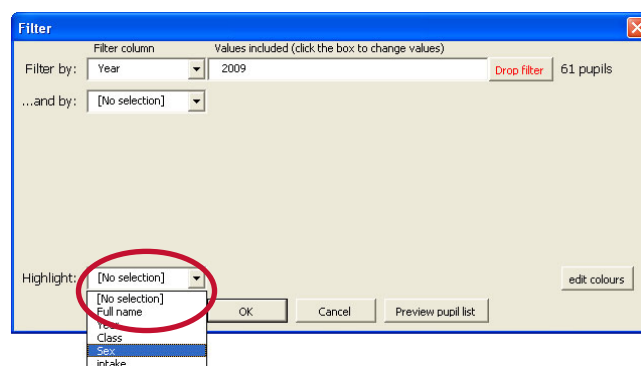 Filter
Filter column Values included (click the box to change values)
Filter by: Year 2009 Drop filter 61 pupils
...and by: [No selection]
Highlight: [No selection] edit colours
[No selection]
Full name OK Cancel Preview pupil list
Year
Class
Sex
intake